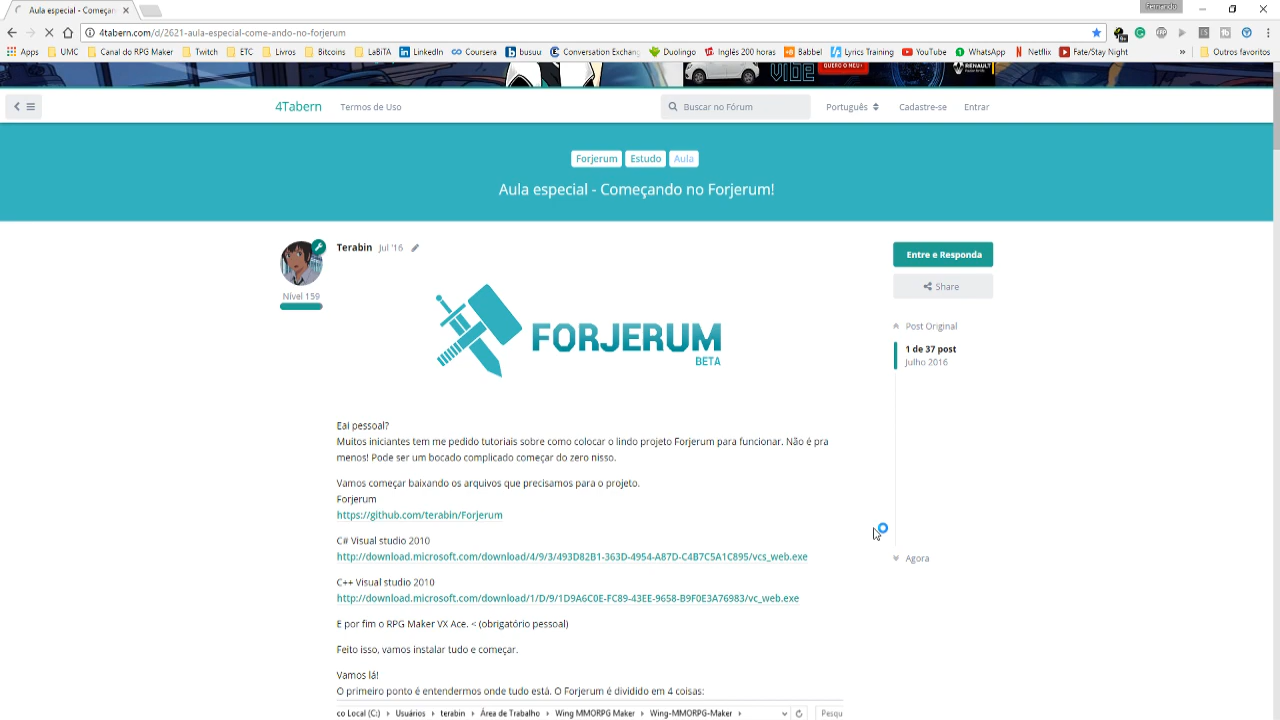 Aula especial - Começan
Fernando
4tabern.com/d/2621-aula-especial-come-ando-no-forjerum
Apps UMC Canal do RPG Maker Twitch ETC Livros Bitcoins LaBITA LinkedIn Coursera busuu Conversation Exchang Duolingo Inglês 200 horas Babbel Lyrics Training YouTube WhatsApp Netflix Fate/Stay Night » Outros favoritos
VIDE QUERO O MEU RENAULT
4Tabern Termos de Uso Buscar no Fórum Português Cadastre-se Entrar
Forjerum Estudo Aula
Aula especial - Começando no Forjerum!
Terabin Jul '16
Entre e Responda
Nível 159
Share
Post Original
FORJERUM
BETA
1 de 37 post
Julho 2016
Eai pessoal?
Muitos iniciantes tem me pedido tutoriais sobre como colocar o lindo projeto Forjerum para funcionar. Não é pra
menos! Pode ser um bocado complicado começar do zero nisso.
Vamos começar baixando os arquivos que precisamos para o projeto.
Forjerum
https://github.com/terabin/Forjerum
C# Visual studio 2010
http://download.microsoft.com/download/4/9/3/493D82B1-363D-4954-A87D-C4B7C5A1C895/vcs_web.exe
Agora
C++ Visual studio 2010
http://download.microsoft.com/download/1/D/9/1D9A6C0E-FC89-43EE-9658-B9F0E3A76983/vc_web.exe
E por fim o RPG Maker VX Ace. < (obrigatório pessoal)
Feito isso, vamos instalar tudo e começar.
Vamos lá!
O primeiro ponto é entendermos onde tudo está. O Forjerum é dividido em 4 coisas:
co Local (C:) Usuários terabin Área de Trabalho Wing MMORPG Maker Wing-MMORPG-Maker Pesqu